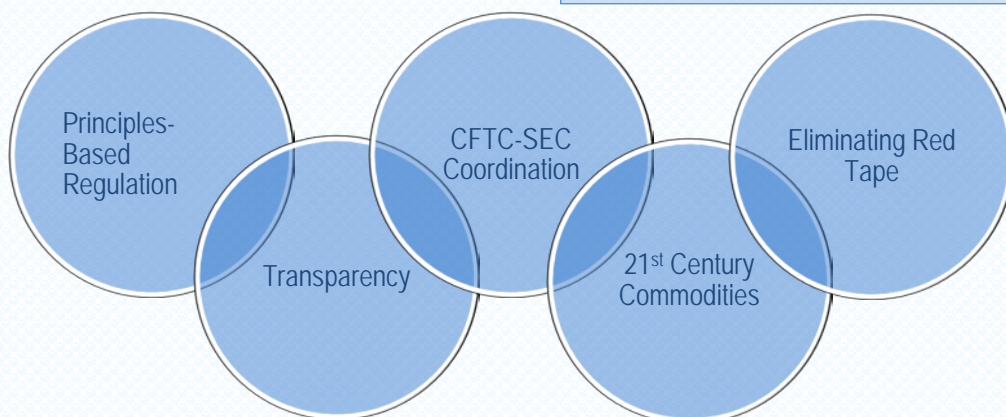 Principles-
Based
Regulation
Transparency
CFTC-SEC
Coordination
21st Century
Commodities
Eliminating Red
Tape